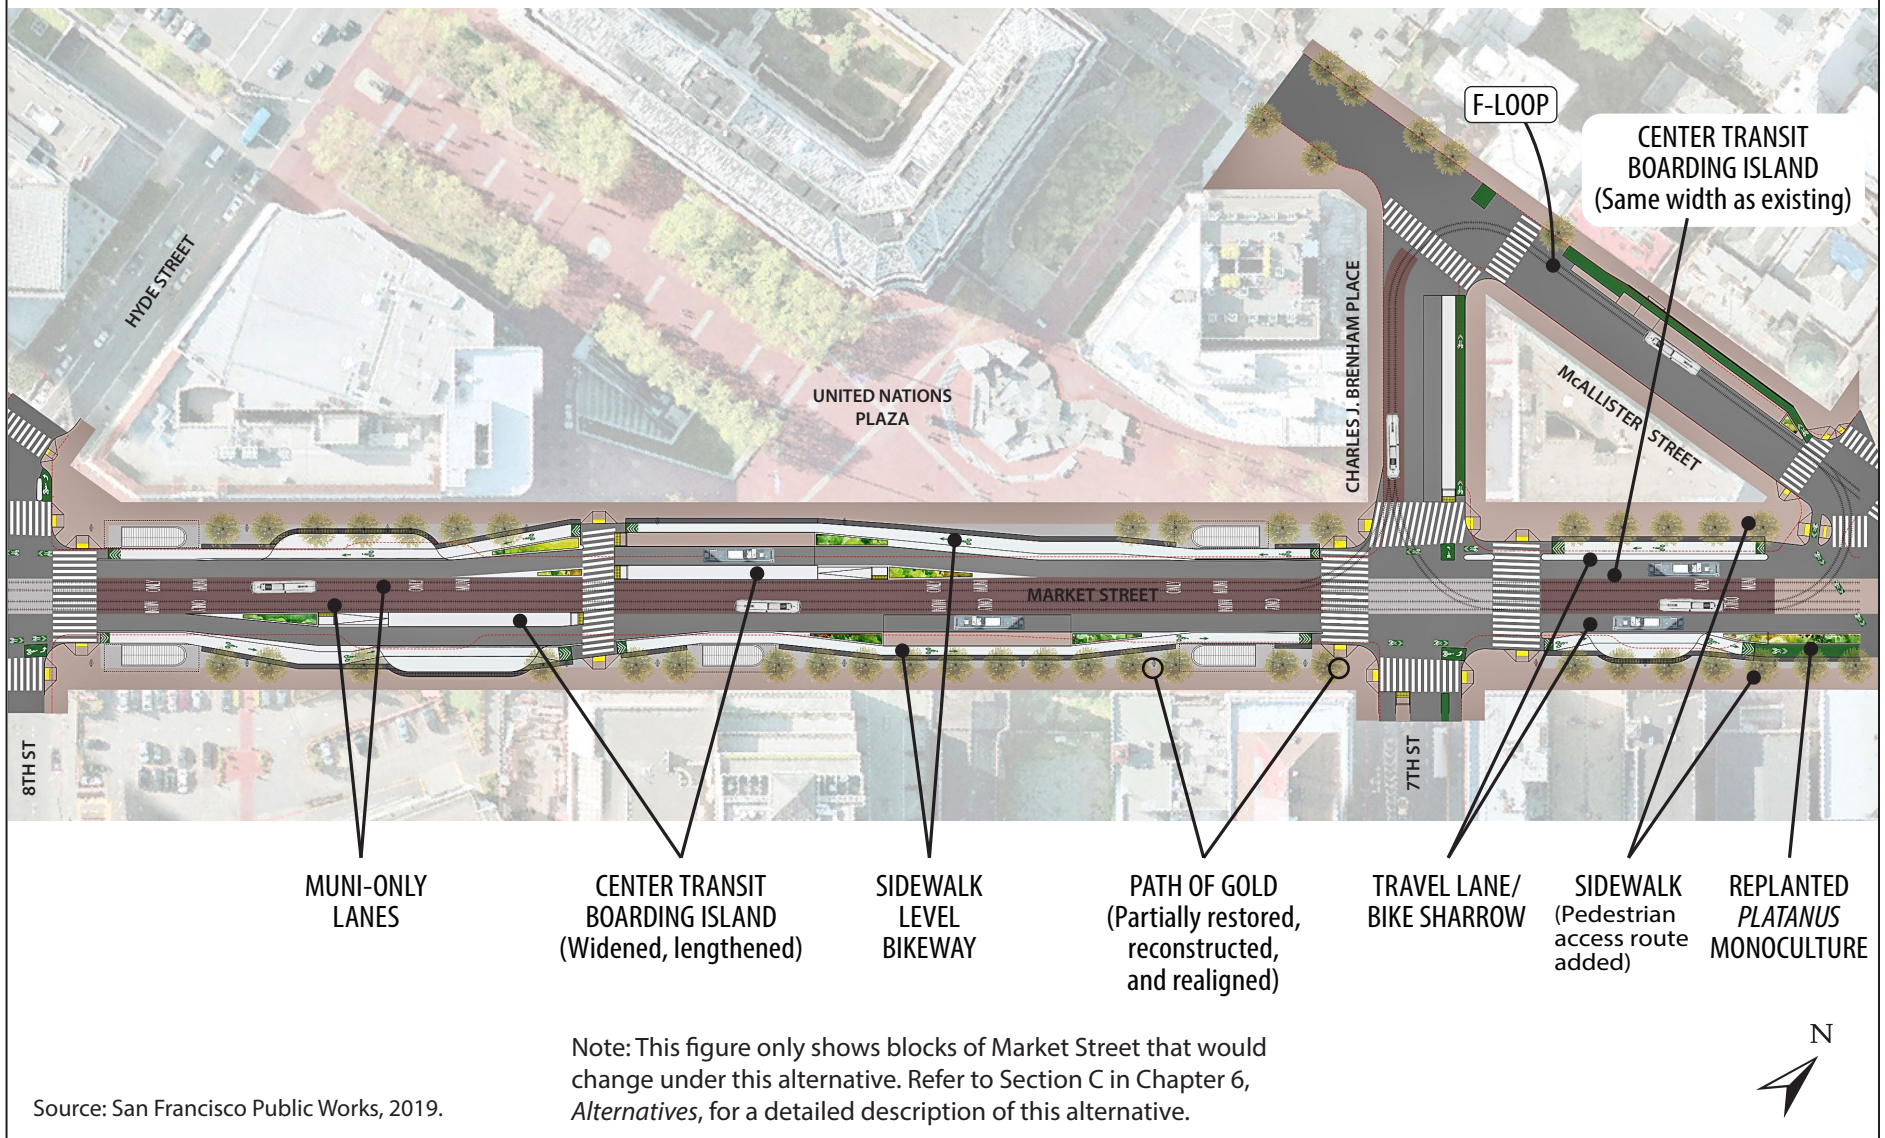 F-LOOP
CENTER TRANSIT
BOARDING ISLAND
(Same width as existing)
HYDE STREET
UNITED NATIONS
PLAZA
CHARLES J. BRENHAM PLACE
McALLISTER STREET
MARKET STREET
8TH ST
7TH ST
MUNI-ONLY
LANES
CENTER TRANSIT
BOARDING ISLAND
(Widened, lengthened)
SIDEWALK
LEVEL
BIKEWAY
PATH OF GOLD
(Partially restored,
reconstructed,
and realigned)
TRAVEL LANE/
BIKE SHARROW
SIDEWALK
(Pedestrian
access route
added)
REPLANTED
PLATANUS
MONOCULTURE
N
Note: This figure only shows blocks of Market Street that would
change under this alternative. Refer to Section C in Chapter 6,
Alternatives, for a detailed description of this alternative.
Source: San Francisco Public Works, 2019.